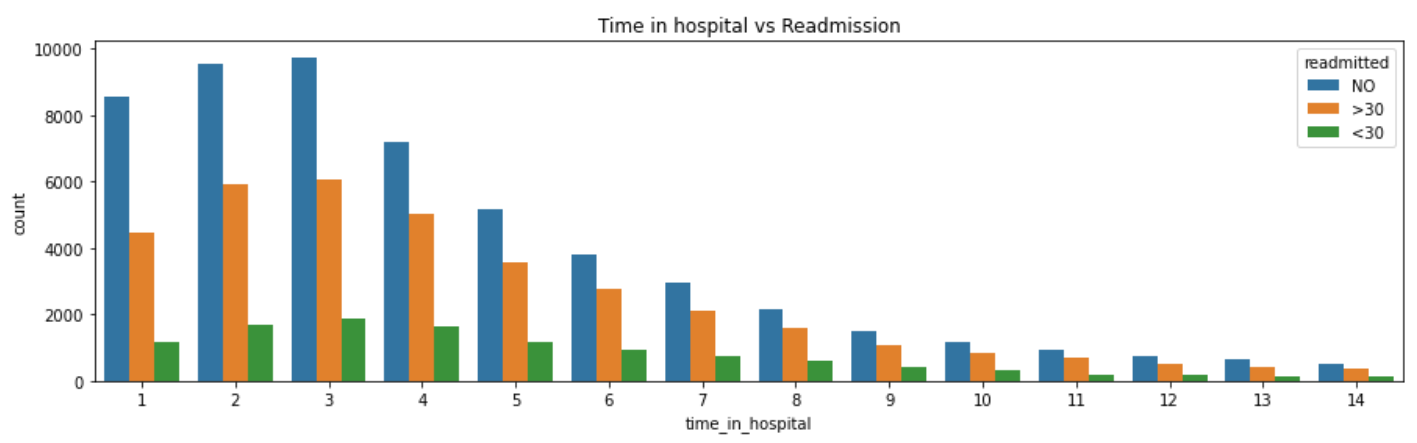 Time in hospital vs Readmission
10000
8000
6000
4000
2000
0
count
readmitted
NO
>30
<30
1 2 3 4 5 6 7 8 9 10 11 12 13 14
time_in_hospital